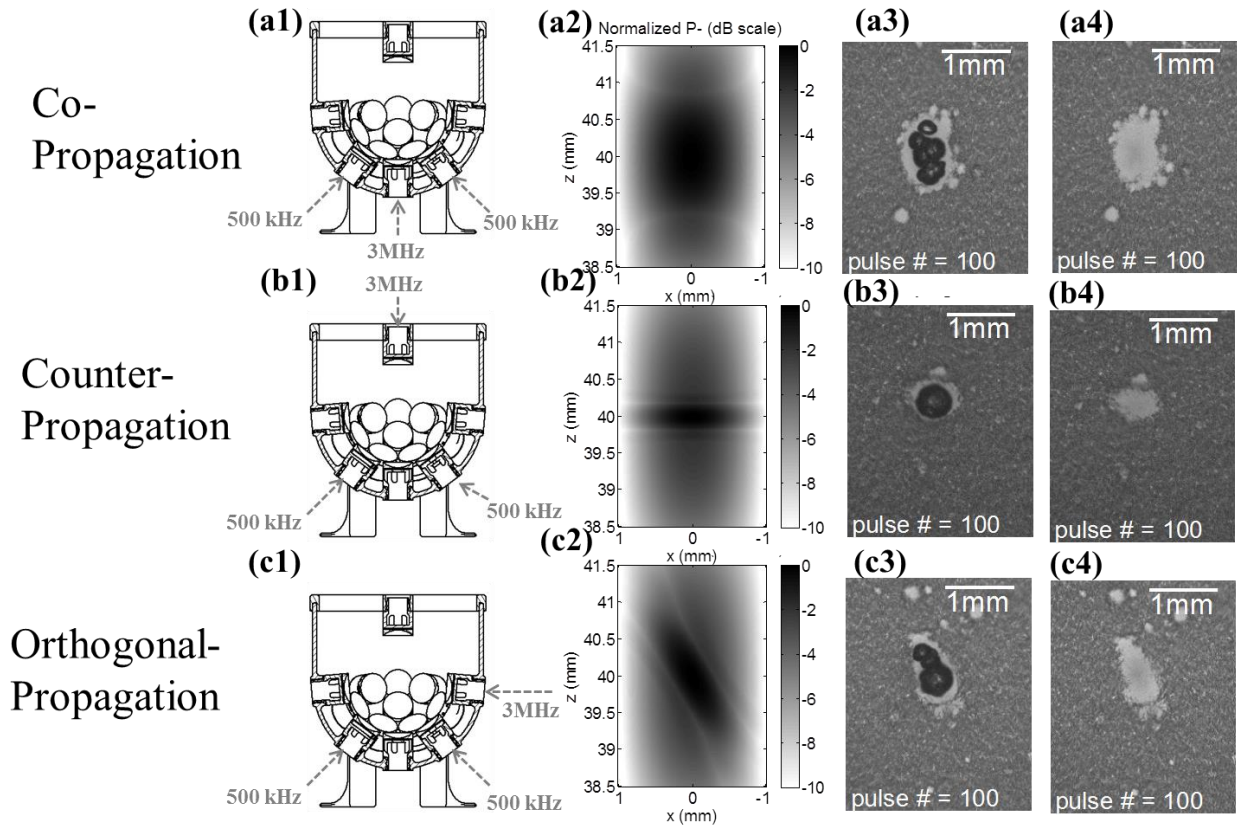 (a1)
(a2)
(a3)
(a4)
Co-
Propagation
500 kHz
500 kHz
3MHz
Normalized P- (dB scale)
41.5
41
40.5
40
39.5
39
38.5
z (mm)
1
0
-1
x (mm)
0
-2
-4
-6
-8
-10
1mm
pulse # = 100
1mm
pulse # = 100
(b1)
(b2)
(b3)
(b4)
3MHz
Counter-
Propagation
500 kHz
500 kHz
41.5
41
40.5
40
39.5
39
38.5
z (mm)
1
0
-1
x (mm)
0
-2
-4
-6
-8
-10
1mm
pulse # = 100
1mm
pulse # = 100
(c1)
(c2)
(c3)
(c4)
Orthogonal-
Propagation
3MHz
500 kHz
500 kHz
41.5
41
40.5
40
39.5
39
38.5
z (mm)
1
0
-1
x (mm)
0
-2
-4
-6
-8
-10
1mm
pulse # = 100
1mm
pulse # = 100